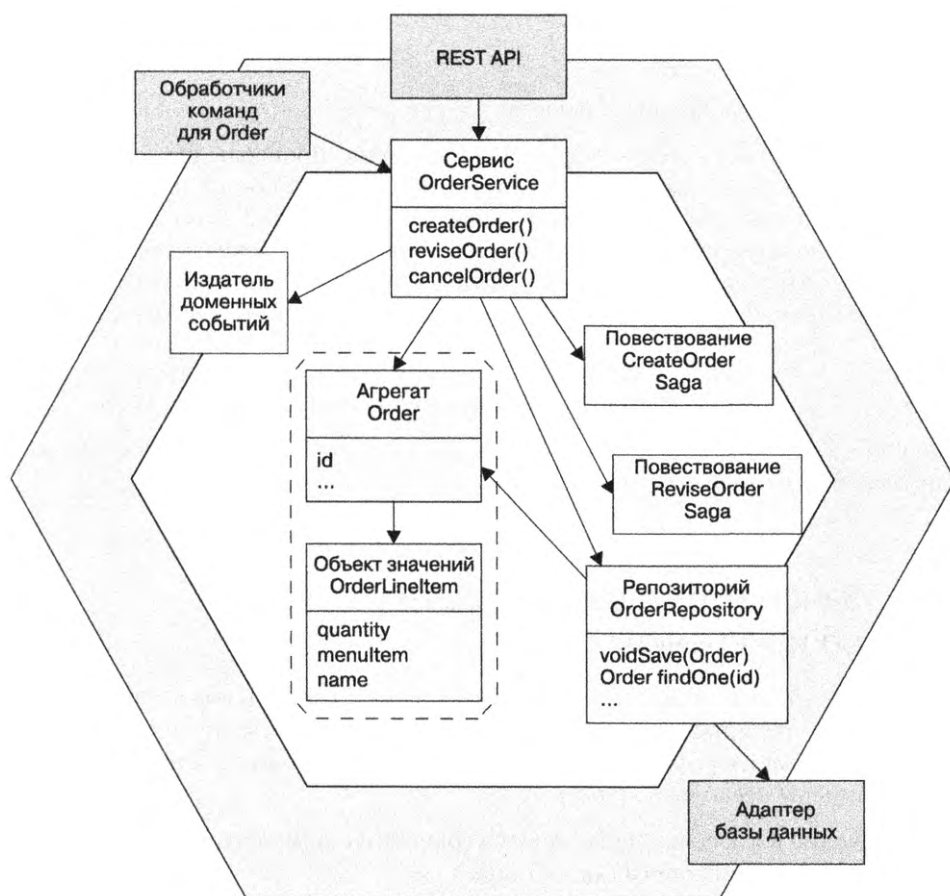 REST API
Обработчики
команд
для Order
Сервис
OrderService
createOrder()
reviseOrder()
cancelOrder()
Издатель
доменных
событий
Повествование
CreateOrder
Saga
Агрегат
Order
id
...
Повествование
ReviseOrder
Saga
Объект значений
OrderLineItem
quantity
menuItem
name
Репозиторий
OrderRepository
voidSave(Order)
Order findOne(id)
...
Адаптер
базы данных